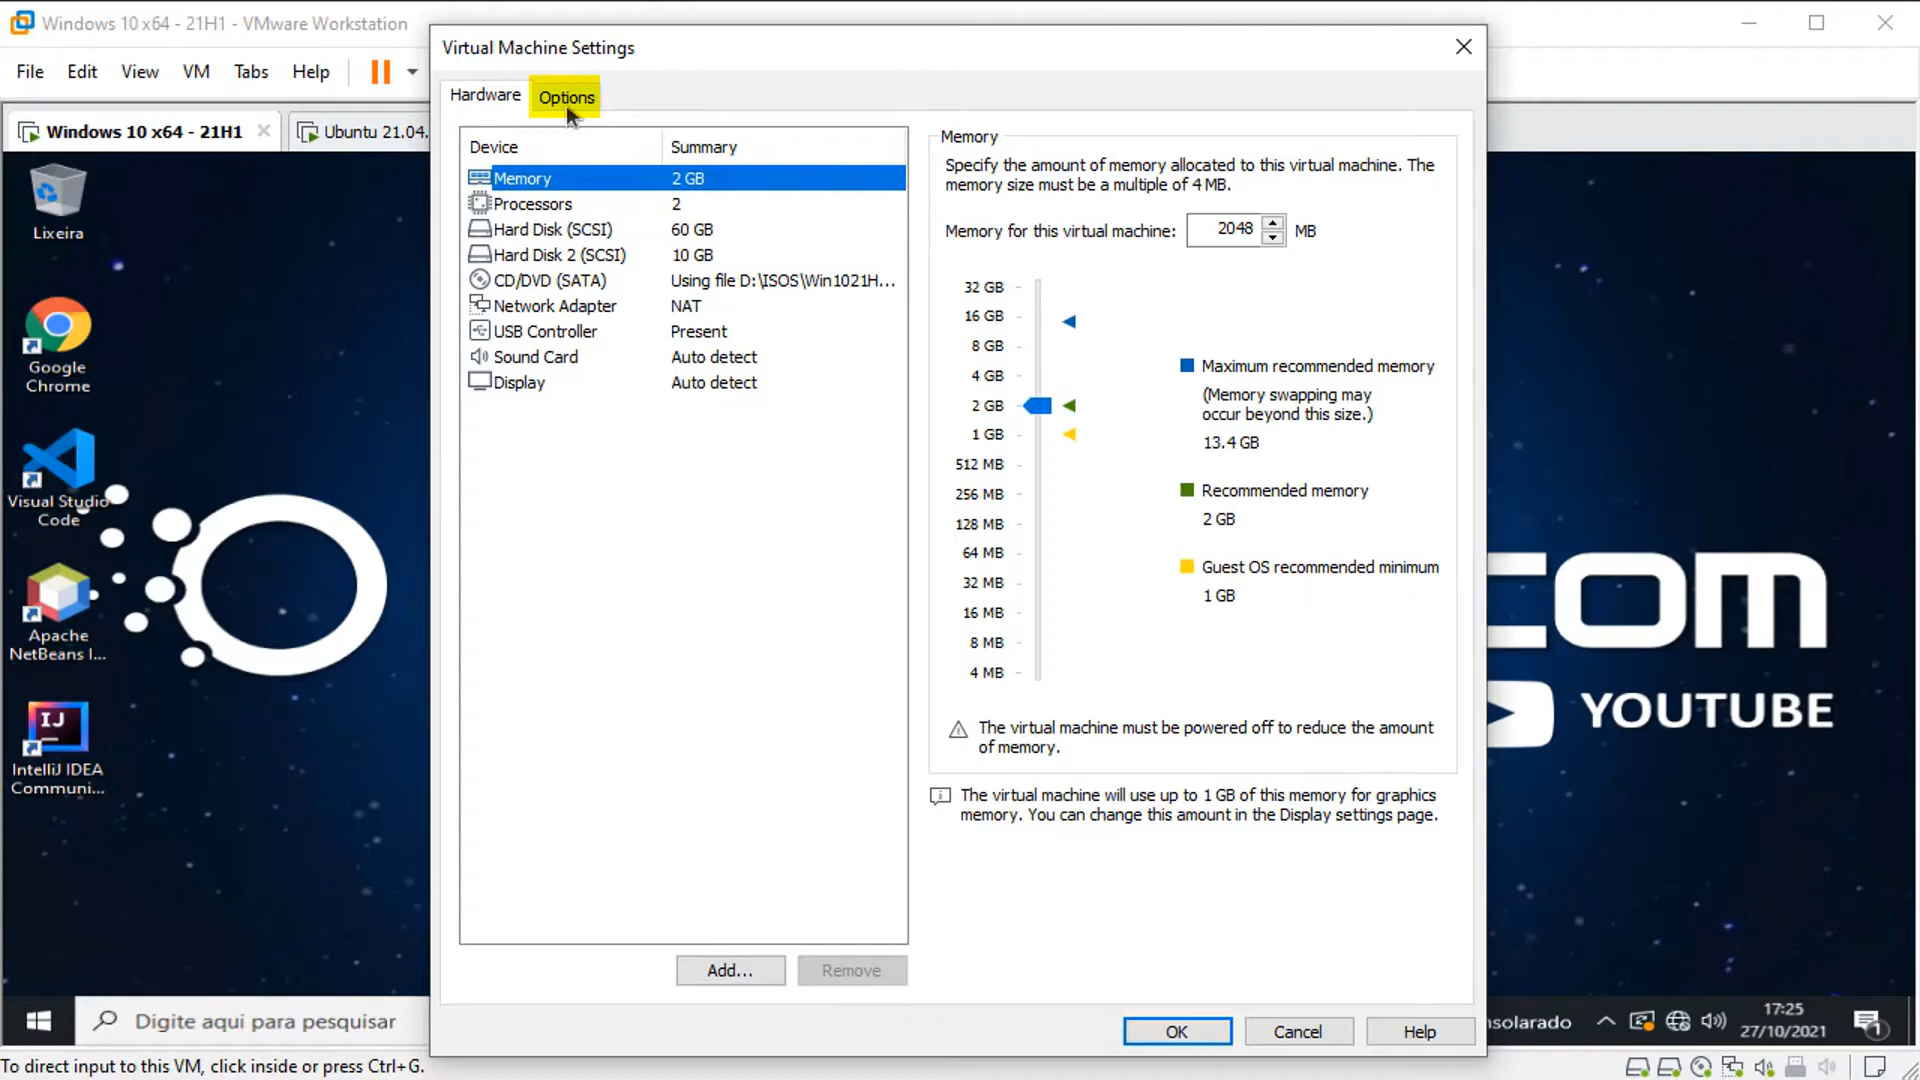 Windows 10 x64 - 21H1 - VMware Workstation
File Edit View VM Tabs Help
Windows 10 x64 - 21H1
Ubuntu 21.04.
Virtual Machine Settings
Hardware
Options
Device Summary
Memory 2 GB
Processors 2
Hard Disk (SCSI) 60 GB
Hard Disk 2 (SCSI) 10 GB
CD/DVD (SATA) Using file D:\ISOS\Win1021H...
Network Adapter NAT
USB Controller Present
Sound Card Auto detect
Display Auto detect
Add...
Remove
Memory
Specify the amount of memory allocated to this virtual machine. The
memory size must be a multiple of 4 MB.
Memory for this virtual machine: 2048 MB
32 GB
16 GB
8 GB
4 GB
2 GB
1 GB
512 MB
256 MB
128 MB
64 MB
32 MB
16 MB
8 MB
4 MB
Maximum recommended memory
(Memory swapping may
occur beyond this size.)
13.4 GB
Recommended memory
2 GB
Guest OS recommended minimum
1 GB
The virtual machine must be powered off to reduce the amount
of memory.
The virtual machine will use up to 1 GB of this memory for graphics
memory. You can change this amount in the Display settings page.
OK
Cancel
Help
Lixeira
Google
Chrome
Visual Studio
Code
Apache
NetBeans I...
IJ
IntelliJ IDEA
Communi...
COM
YOUTUBE
Digite aqui para pesquisar
nsolarado
17:25
27/10/2021
1
To direct input to this VM, click inside or press Ctrl+G.